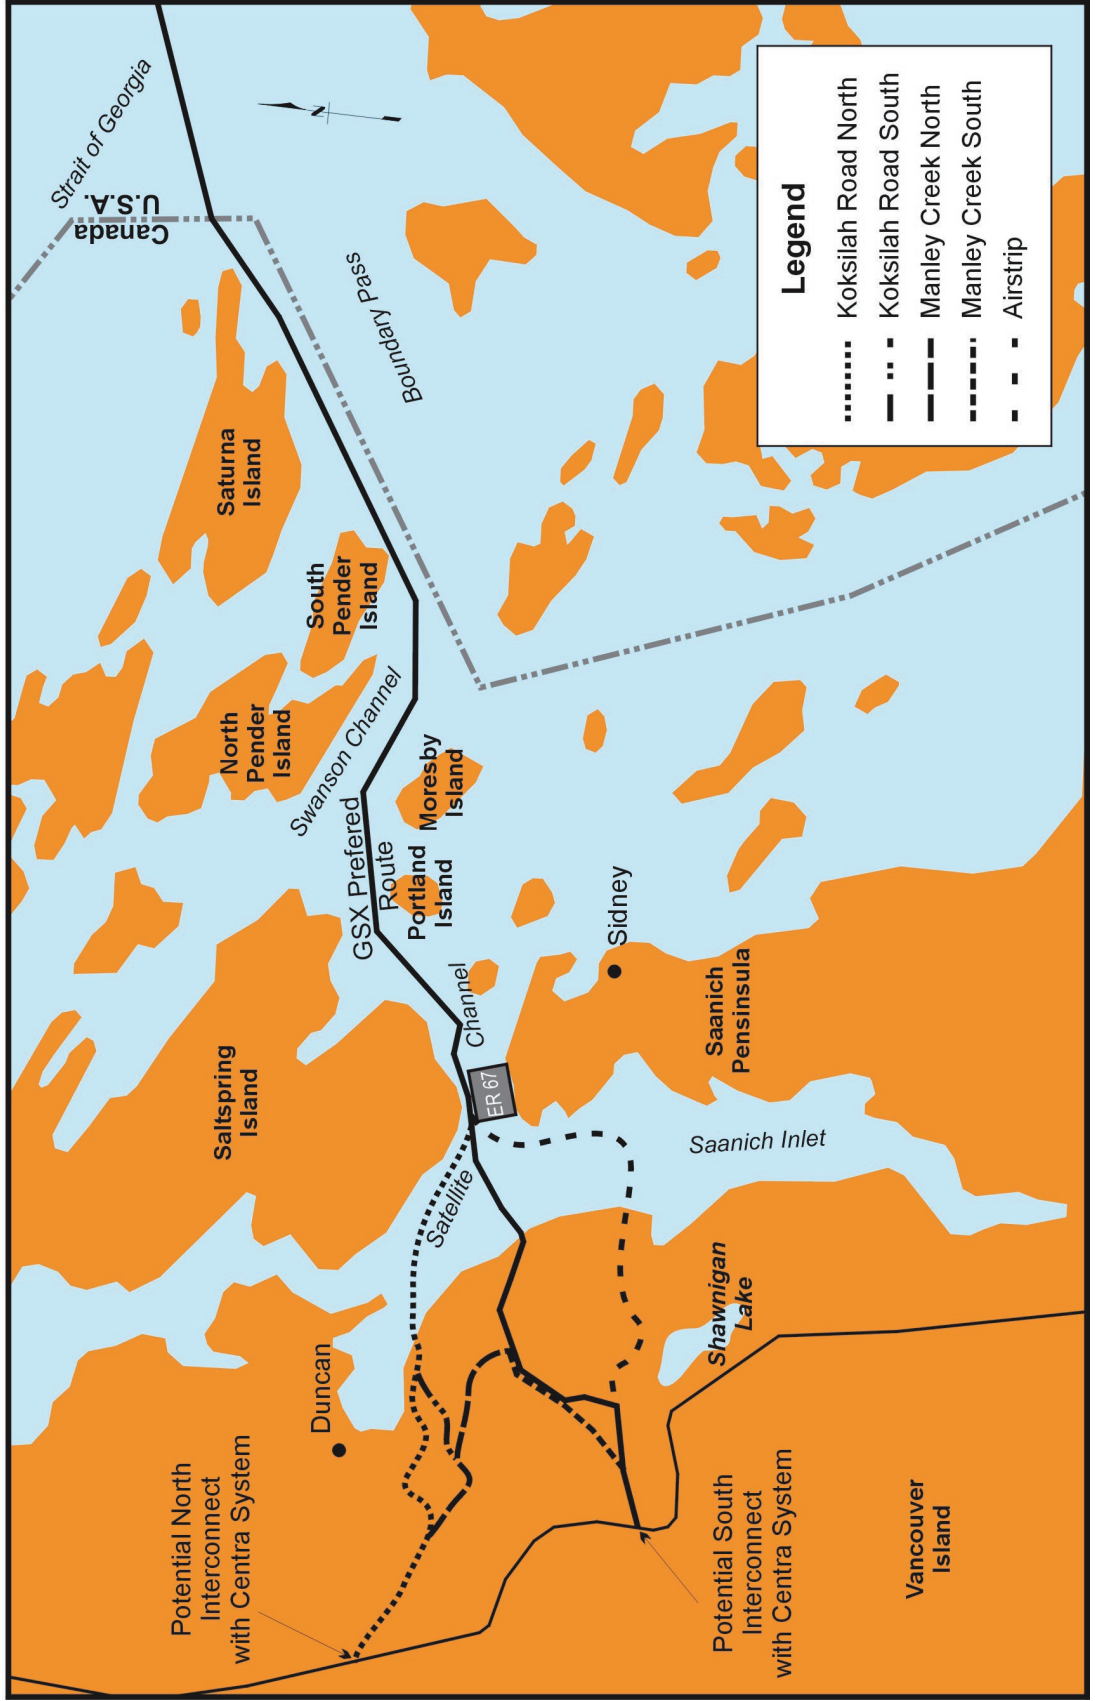 Strait of Georgia
U.S.A.
Canada
N
Boundary Pass
Saturna
Island
South
Pender
Island
North
Pender
Island
Swanson Channel
Moresby
Island
GSX Prefered
Route
Portland
Island
Channel
Sidney
Saanich
Pensinsula
Saltspring
Island
ER 67
Satellite
Saanich Inlet
Shawnigan
Lake
Duncan
Potential North
Interconnect
with Centra System
Potential South
Interconnect
with Centra System
Vancouver
Island
Legend
Koksilah Road North
Koksilah Road South
Manley Creek North
Manley Creek South
Airstrip